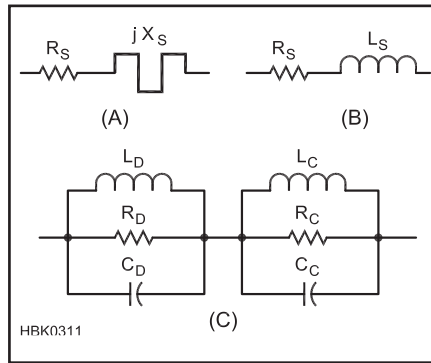 R_S j X_S
(A)
R_S L_S
(B)
L_D L_C
R_D R_C
C_D C_C
(C)
HBK0311